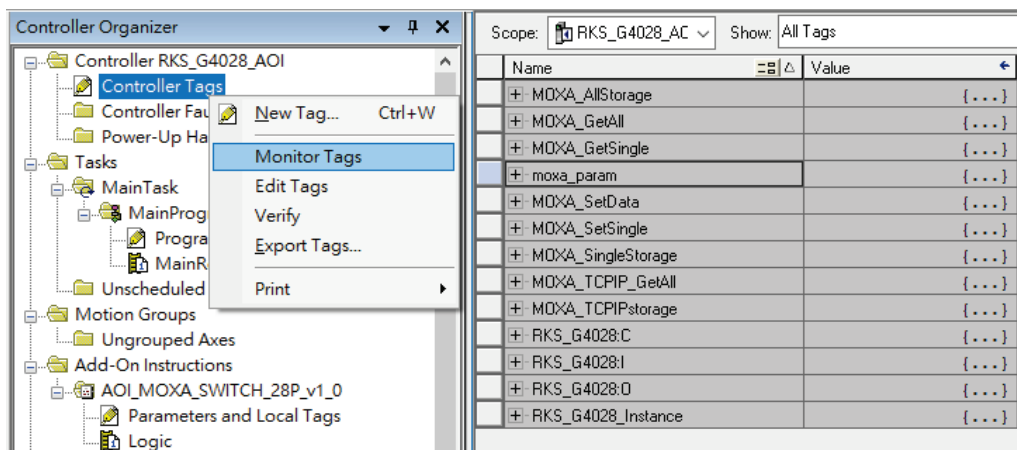 Controller Organizer
Controller RKS_G4028_AOI
Controller Tags
Controller Fau
Power-Up Ha
Tasks
MainTask
MainProg
Progra
MainR
Unscheduled
Motion Groups
Ungrouped Axes
Add-On Instructions
AOI_MOXA_SWITCH_28P_v1_0
Parameters and Local Tags
Logic
New Tag... Ctrl+W
Monitor Tags
Edit Tags
Verify
Export Tags...
Print
Scope: RKS_G4028_AC Show: All Tags
Name Value
MOXA_AllStorage {...}
MOXA_GetAll {...}
MOXA_GetSingle {...}
moxa_param {...}
MOXA_SetData {...}
MOXA_SetSingle {...}
MOXA_SingleStorage {...}
MOXA_TCPIP_GetAll {...}
MOXA_TCPIPstorage {...}
RKS_G4028:C {...}
RKS_G4028:I {...}
RKS_G4028:O {...}
RKS_G4028_Instance {...}